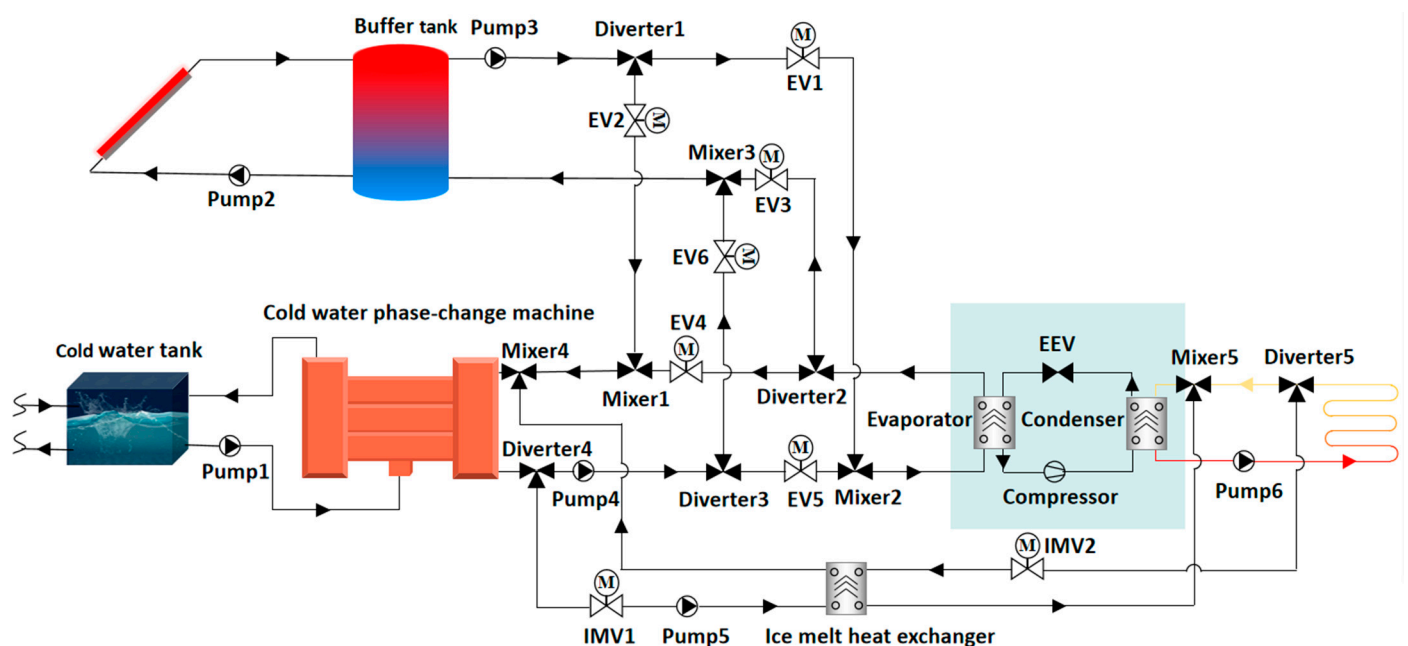 Buffer tank
Pump3
Diverter1
M
EV1
EV2
M
Mixer3
M
Pump2
EV3
EV6
M
Cold water phase-change machine
EV4
Cold water tank
Mixer4
M
EEV
Mixer5
Diverter5
Mixer1
Diverter2
Evaporator
Condenser
Diverter4
Pump1
M
Pump4
Diverter3
EV5
Mixer2
Compressor
Pump6
M
IMV2
M
IMV1
Pump5
Ice melt heat exchanger